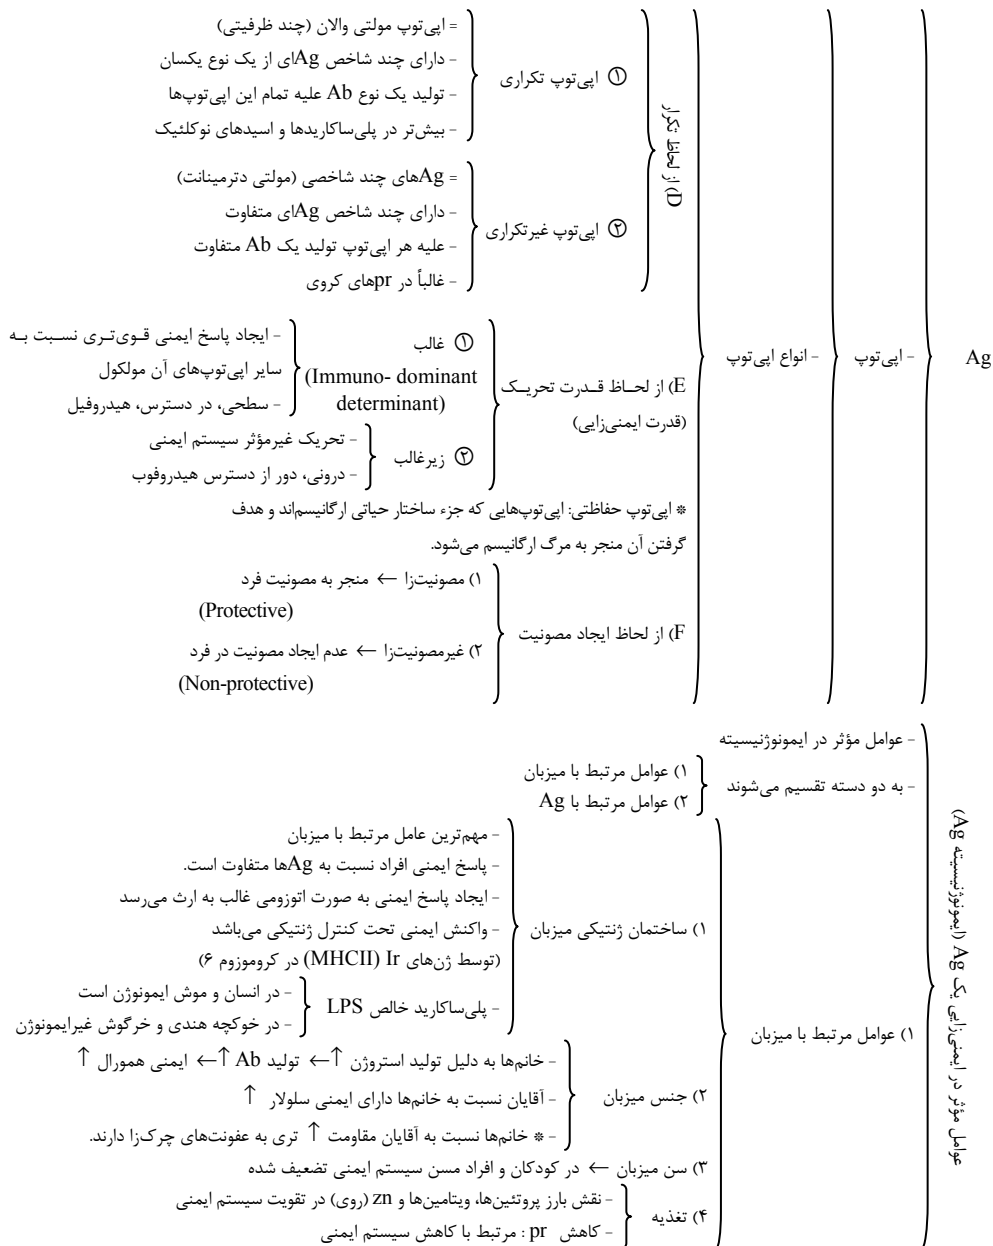 Ag
- اپی‌توپ
- انواع اپی‌توپ
D) از لحاظ تکرار
① اپی‌توپ تکراری
= اپی‌توپ مولتی والان (چند ظرفیتی)
- دارای چند شاخص Agای از یک نوع یکسان
- تولید یک نوع Ab علیه تمام این اپی‌توپ‌ها
- بیش‌تر در پلی‌ساکاریدها و اسیدهای نوکلئیک
② اپی‌توپ غیرتکراری
= Agهای چند شاخصی (مولتی دترمینانت)
- دارای چند شاخص Agای متفاوت
- علیه هر اپی‌توپ تولید یک Ab متفاوت
- غالباً در prهای کروی
E) از لحـاظ قـدرت تحریـک
(قدرت ایمنی‌زایی)
① غالب
(Immuno- dominant
determinant)
- ایجاد پاسخ ایمنی قـوی‌تـری نسـبت بـه
سایر اپی‌توپ‌های آن مولکول
- سطحی، در دسترس، هیدروفیل
② زیرغالب
- تحریک غیرمؤثر سیستم ایمنی
- درونی، دور از دسترس هیدروفوب
* اپی‌توپ حفاظتی: اپی‌توپ‌هایی که جزء ساختار حیاتی ارگانیسم‌اند و هدف
گرفتن آن منجر به مرگ ارگانیسم می‌شود.
F) از لحاظ ایجاد مصونیت
۱) مصونیت‌زا ← منجر به مصونیت فرد
(Protective)
۲) غیرمصونیت‌زا ← عدم ایجاد مصونیت در فرد
(Non-protective)
عوامل مؤثر در ایمنی‌زایی یک Ag (ایمونوژنیسیته Ag)
- عوامل مؤثر در ایمونوژنیسیته
- به دو دسته تقسیم می‌شوند
۱) عوامل مرتبط با میزبان
۲) عوامل مرتبط با Ag
۱) عوامل مرتبط با میزبان
۱) ساختمان ژنتیکی میزبان
- مهم‌ترین عامل مرتبط با میزبان
- پاسخ ایمنی افراد نسبت به Agها متفاوت است.
- ایجاد پاسخ ایمنی به صورت اتوزومی غالب به ارث می‌رسد
- واکنش ایمنی تحت کنترل ژنتیکی می‌باشد
(توسط ژن‌های Ir (MHCII) در کروموزوم ۶)
- پلی‌ساکارید خالص LPS
- در انسان و موش ایمونوژن است
- در خوکچه هندی و خرگوش غیرایمونوژن
۲) جنس میزبان
- خانم‌ها به دلیل تولید استروژن ↑← تولید Ab ↑← ایمنی همورال ↑
- آقایان نسبت به خانم‌ها دارای ایمنی سلولار ↑
- * خانم‌ها نسبت به آقایان مقاومت ↑ تری به عفونت‌های چرک‌زا دارند.
۳) سن میزبان ← در کودکان و افراد مسن سیستم ایمنی تضعیف شده
۴) تغذیه
- نقش بارز پروتئین‌ها، ویتامین‌ها و zn (روی) در تقویت سیستم ایمنی
- کاهش pr : مرتبط با کاهش سیستم ایمنی